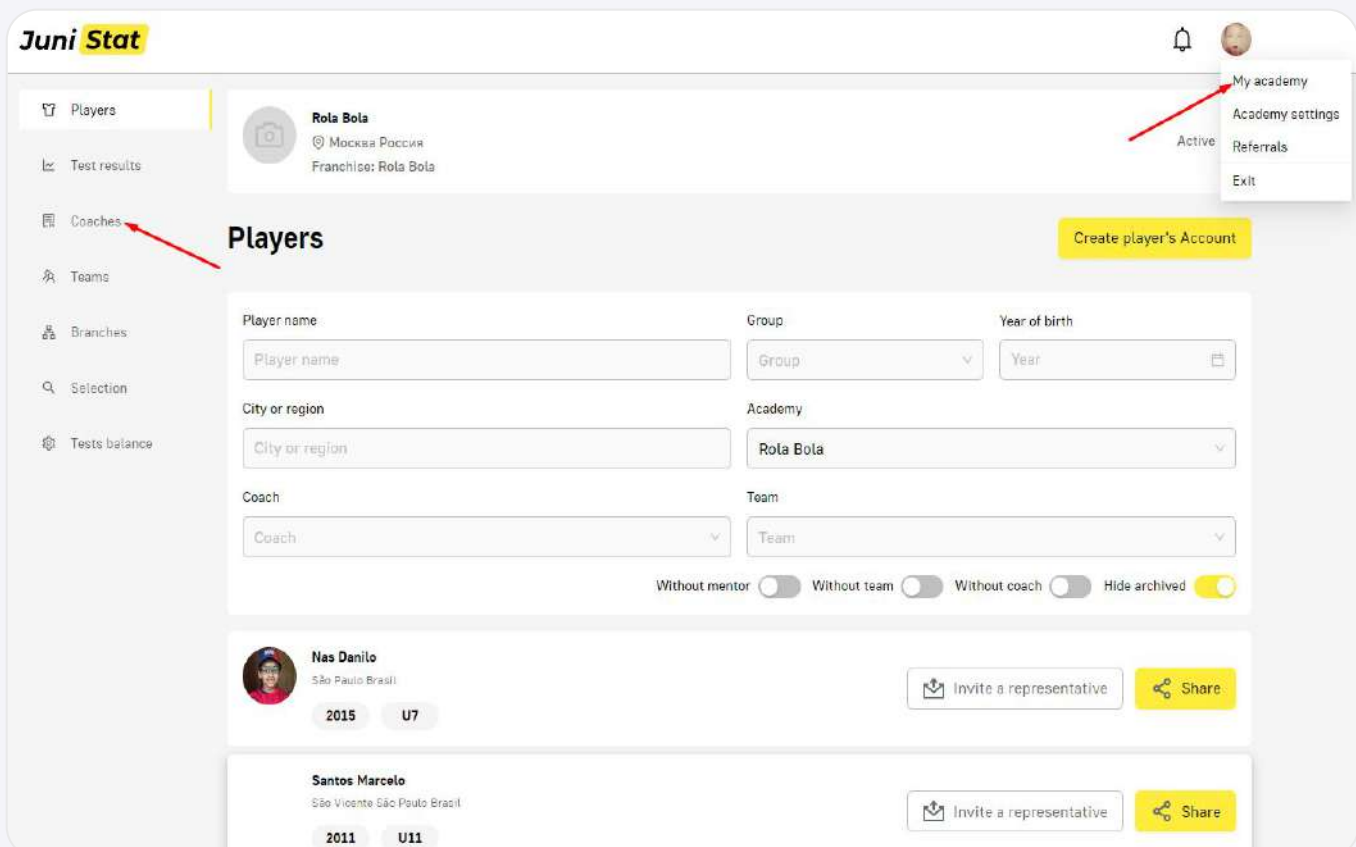 Juni Stat
My academy
Academy settings
Referrals
Exit
Players
Test results
Coaches
Teams
Branches
Selection
Tests balance
Rola Bola
Москва Россия
Franchise: Rola Bola
Active
Players
Create player's Account
Player name
Group
Year of birth
Player name
Group
Year
City or region
Academy
City or region
Rola Bola
Coach
Team
Coach
Team
Without mentor
Without team
Without coach
Hide archived
Nas Danilo
São Paulo Brasil
2015 U7
Invite a representative
Share
Santos Marcelo
São Vicente São Paulo Brasil
2011 U11
Invite a representative
Share